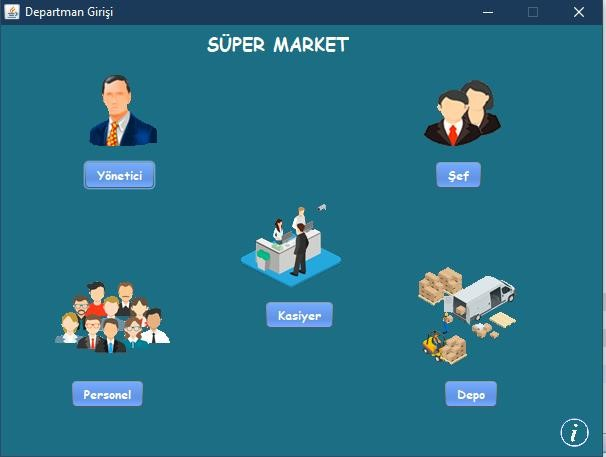 Departman Girişi
SÜPER MARKET
Yönetici
Şef
Kasiyer
Personel
Depo
i